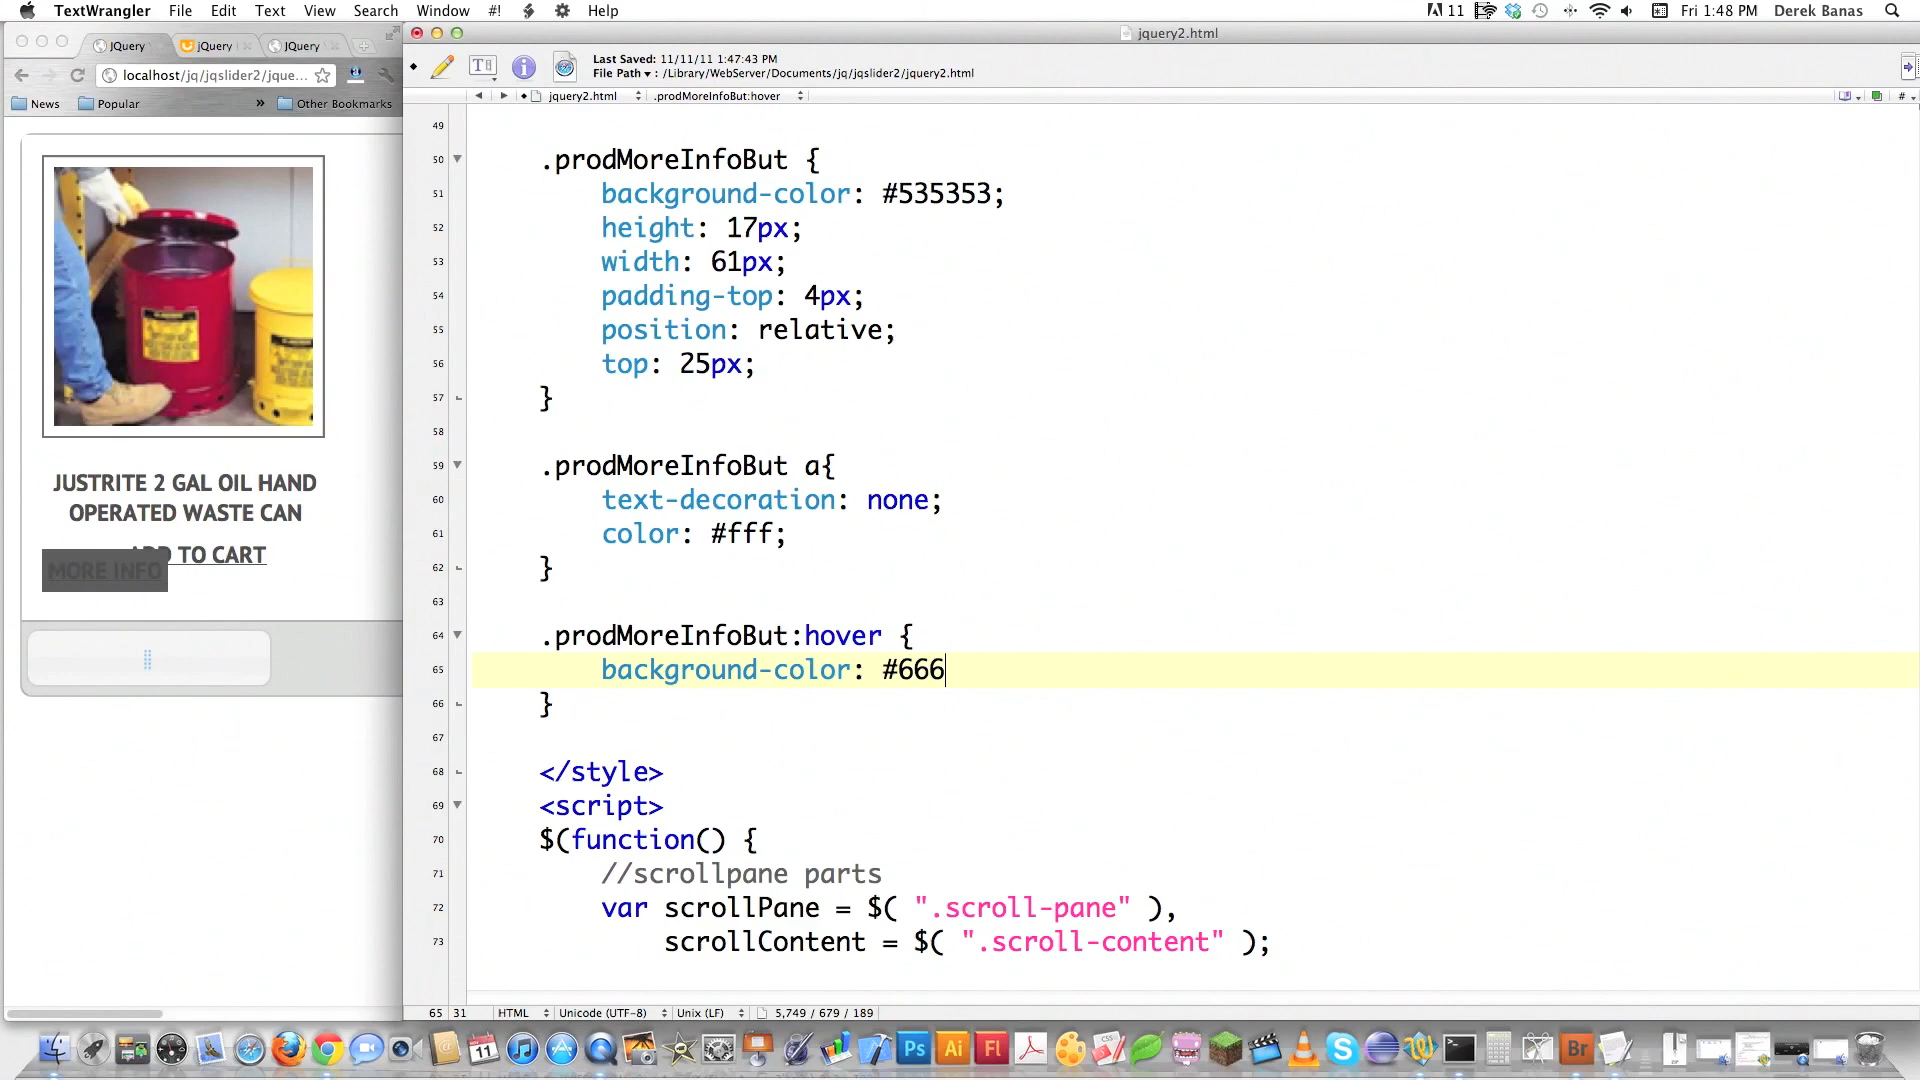 TextWrangler File Edit Text View Search Window #! Help
11 Fri 1:48 PM Derek Banas
JQuery jQuery JQuery
localhost/jq/jqslider2/jque...
News Popular » Other Bookmarks
JUSTRITE 2 GAL OIL HAND
OPERATED WASTE CAN
ADD TO CART
MORE INFO
jquery2.html
Last Saved: 11/11/11 1:47:43 PM
File Path ▾ : /Library/WebServer/Documents/jq/jqslider2/jquery2.html
jquery2.html .prodMoreInfoBut:hover #
49
50 .prodMoreInfoBut {
51 background-color: #535353;
52 height: 17px;
53 width: 61px;
54 padding-top: 4px;
55 position: relative;
56 top: 25px;
57 }
58
59 .prodMoreInfoBut a{
60 text-decoration: none;
61 color: #fff;
62 }
63
64 .prodMoreInfoBut:hover {
65 background-color: #666
66 }
67
68 </style>
69 <script>
70 $(function() {
71 //scrollpane parts
72 var scrollPane = $( ".scroll-pane" ),
73 scrollContent = $( ".scroll-content" );
65 31 HTML Unicode (UTF-8) Unix (LF) 5,749 / 679 / 189
11 Ps Ai Fl Br